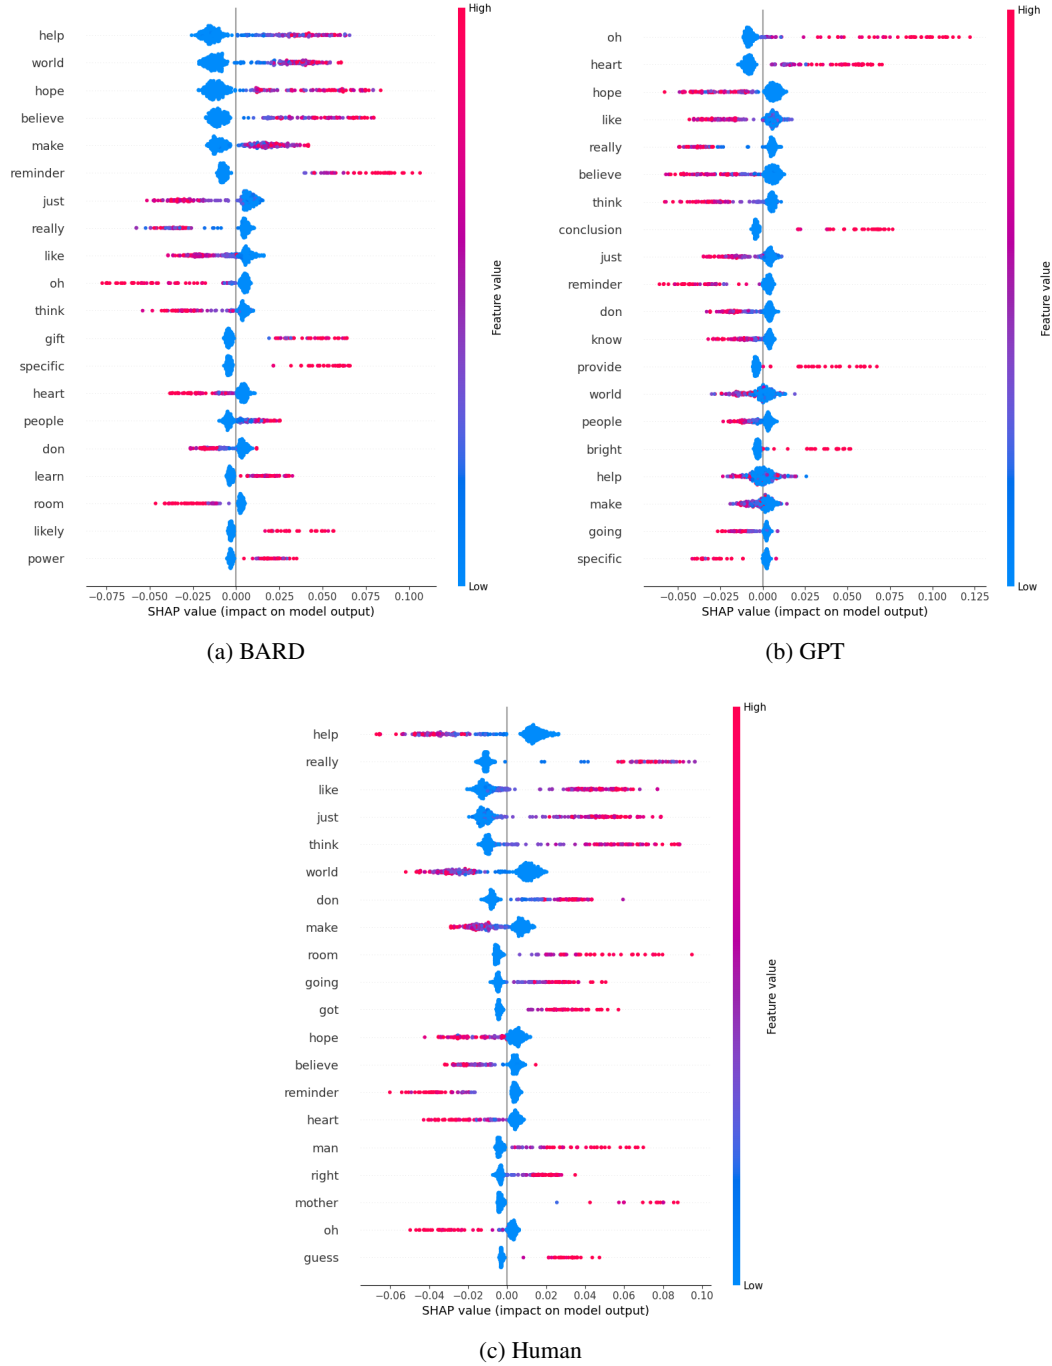 High
help
world
hope
believe
make
reminder
just
really
like
oh
think
gift
specific
heart
people
don
learn
room
likely
power
Feature value
Low
−0.075 −0.050 −0.025 0.000 0.025 0.050 0.075 0.100
SHAP value (impact on model output)
(a) BARD
High
oh
heart
hope
like
really
believe
think
conclusion
just
reminder
don
know
provide
world
people
bright
help
make
going
specific
Feature value
Low
−0.050 −0.025 0.000 0.025 0.050 0.075 0.100 0.125
SHAP value (impact on model output)
(b) GPT
High
help
really
like
just
think
world
don
make
room
going
got
hope
believe
reminder
heart
man
right
mother
oh
guess
Feature value
Low
−0.06 −0.04 −0.02 0.00 0.02 0.04 0.06 0.08 0.10
SHAP value (impact on model output)
(c) Human